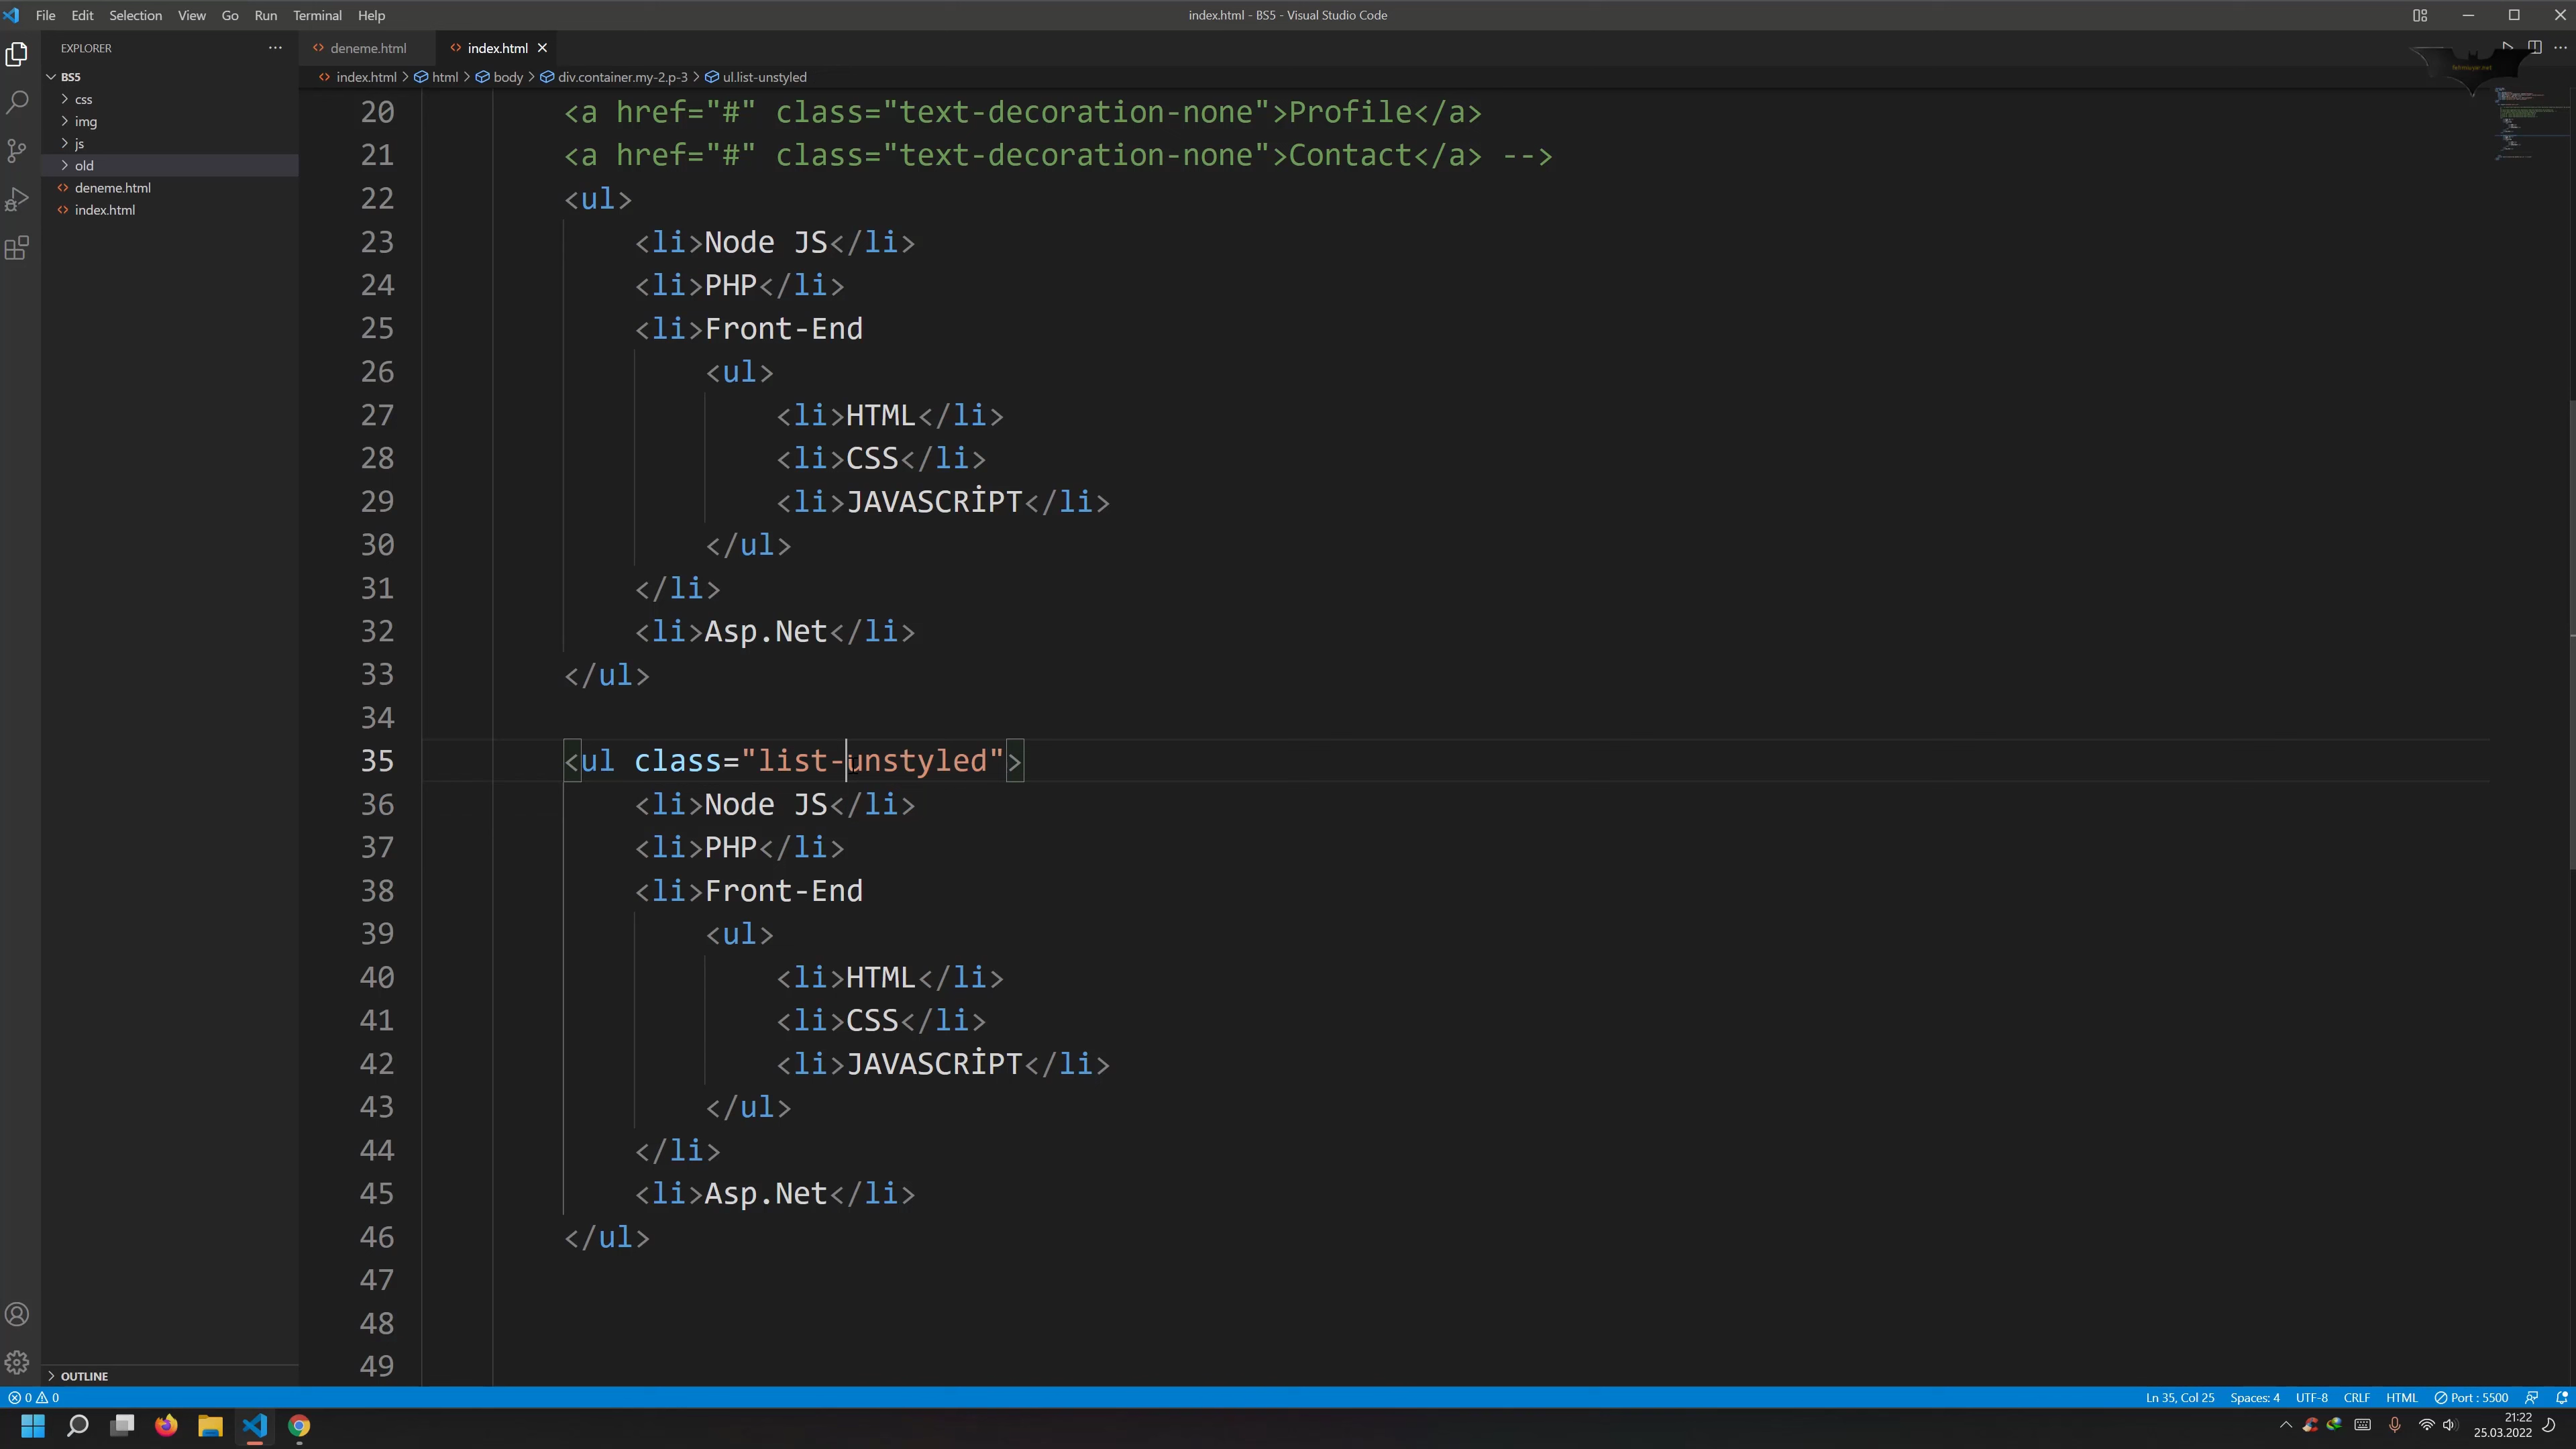 File Edit Selection View Go Run Terminal Help
index.html - BS5 - Visual Studio Code
EXPLORER
BS5
css
img
js
old
deneme.html
index.html
OUTLINE
deneme.html
index.html
index.html > html > body > div.container.my-2.p-3 > ul.list-unstyled
20 <a href="#" class="text-decoration-none">Profile</a>
21 <a href="#" class="text-decoration-none">Contact</a> -->
22 <ul>
23 <li>Node JS</li>
24 <li>PHP</li>
25 <li>Front-End
26 <ul>
27 <li>HTML</li>
28 <li>CSS</li>
29 <li>JAVASCRİPT</li>
30 </ul>
31 </li>
32 <li>Asp.Net</li>
33 </ul>
34
35 <ul class="list-unstyled">
36 <li>Node JS</li>
37 <li>PHP</li>
38 <li>Front-End
39 <ul>
40 <li>HTML</li>
41 <li>CSS</li>
42 <li>JAVASCRİPT</li>
43 </ul>
44 </li>
45 <li>Asp.Net</li>
46 </ul>
47
48
49
0 0
Ln 35, Col 25 Spaces: 4 UTF-8 CRLF HTML Port : 5500
21:22
25.03.2022